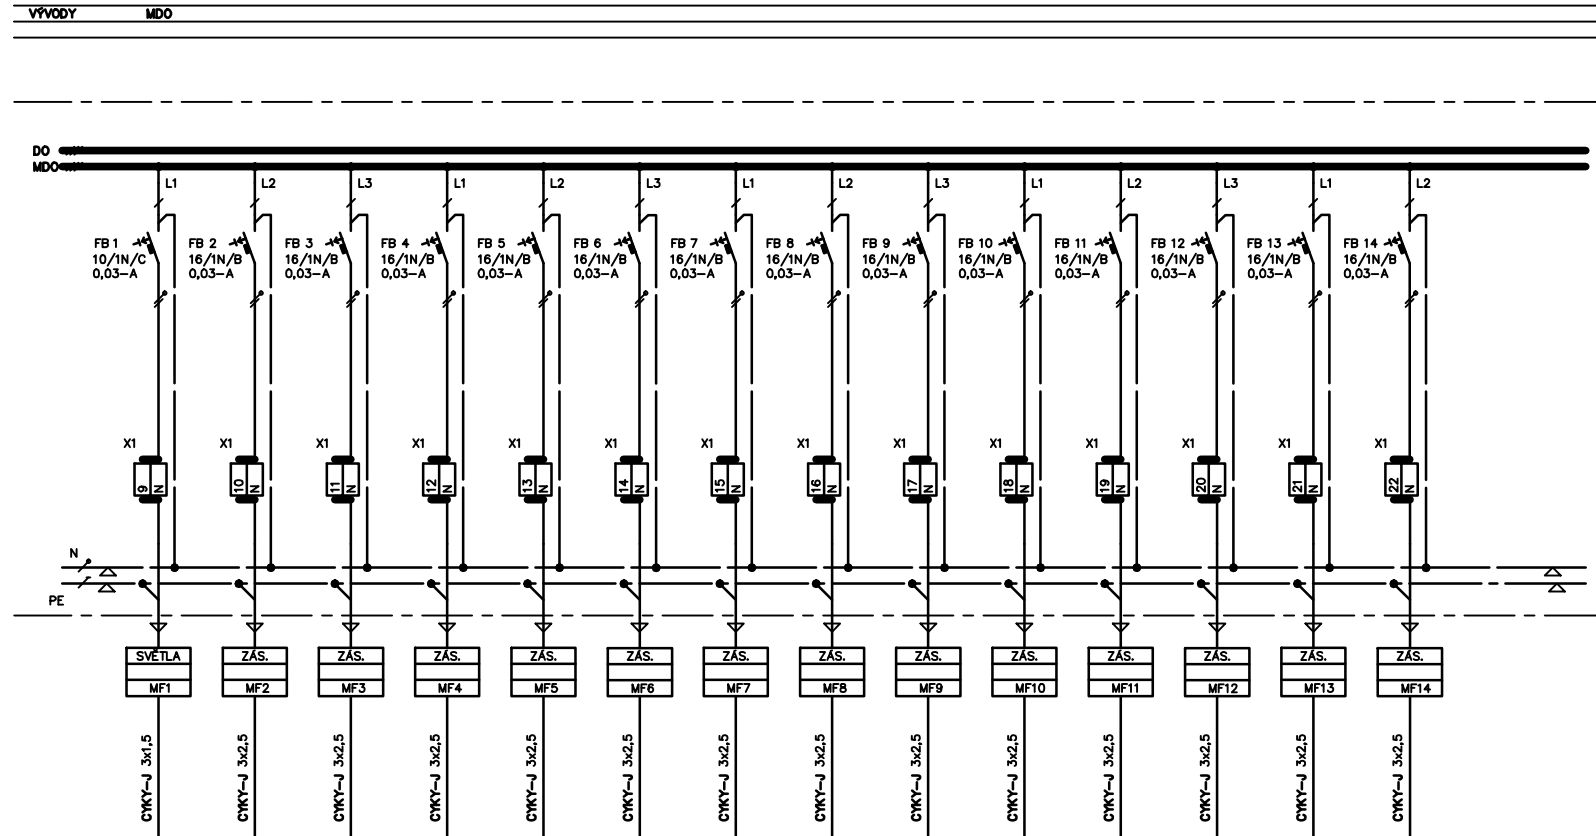 VÝVODY MDO
DO
MDO
L1 L2 L3 L1 L2 L3 L1 L2 L3 L1 L2 L3 L1 L2
FB 1 FB 2 FB 3 FB 4 FB 5 FB 6 FB 7 FB 8 FB 9 FB 10 FB 11 FB 12 FB 13 FB 14
10/1N/C 16/1N/B 16/1N/B 16/1N/B 16/1N/B 16/1N/B 16/1N/B 16/1N/B 16/1N/B 16/1N/B 16/1N/B 16/1N/B 16/1N/B 16/1N/B
0,03-A 0,03-A 0,03-A 0,03-A 0,03-A 0,03-A 0,03-A 0,03-A 0,03-A 0,03-A 0,03-A 0,03-A 0,03-A 0,03-A
X1 X1 X1 X1 X1 X1 X1 X1 X1 X1 X1 X1 X1 X1
9 N 10 N 11 N 12 N 13 N 14 N 15 N 16 N 17 N 18 N 19 N 20 N 21 N 22 N
N
PE
SVĚTLA ZÁS. ZÁS. ZÁS. ZÁS. ZÁS. ZÁS. ZÁS. ZÁS. ZÁS. ZÁS. ZÁS. ZÁS. ZÁS.
MF1 MF2 MF3 MF4 MF5 MF6 MF7 MF8 MF9 MF10 MF11 MF12 MF13 MF14
CYKY-J 3x1,5 CYKY-J 3x2,5 CYKY-J 3x2,5 CYKY-J 3x2,5 CYKY-J 3x2,5 CYKY-J 3x2,5 CYKY-J 3x2,5 CYKY-J 3x2,5 CYKY-J 3x2,5 CYKY-J 3x2,5 CYKY-J 3x2,5 CYKY-J 3x2,5 CYKY-J 3x2,5 CYKY-J 3x2,5